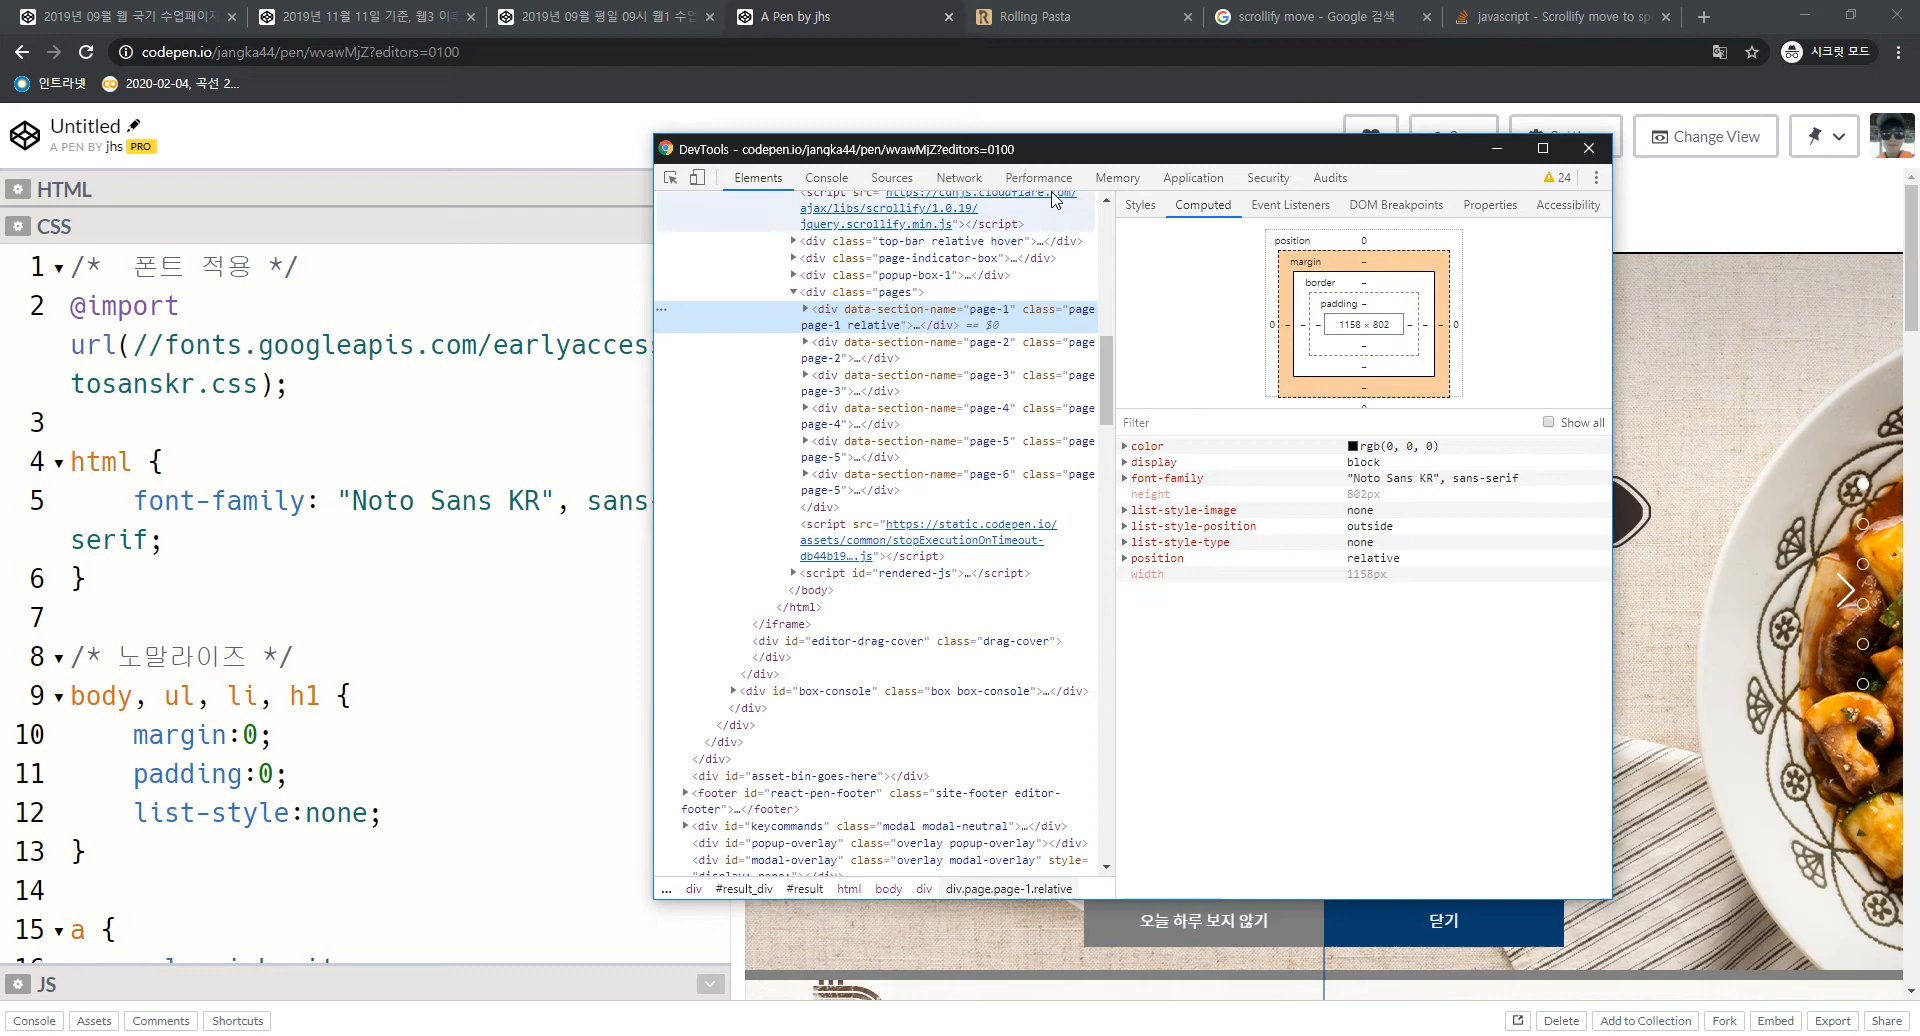 2019년 09월 웹 국기 수업페이지
2019년 11월 11일 기준, 웹3 이
2019년 09월 평일 09시 웹1 수
A Pen by jhs
Rolling Pasta
scrollify move - Google 검색
javascript - Scrollify move to sp
codepen.io/jangka44/pen/wvawMjZ?editors=0100
시크릿 모드
인트라넷
2020-02-04, 곡선 2...
Untitled
A PEN BY jhs PRO
Change View
DevTools - codepen.io/jangka44/pen/wvawMjZ?editors=0100
Elements Console Sources Network Performance Memory Application Security Audits 24
HTML
CSS
1 /* 폰트 적용 */
2 @import
url(//fonts.googleapis.com/earlyacces
tosanskr.css);
3
4 html {
5 font-family: "Noto Sans KR", sans-
serif;
6 }
7
8 /* 노말라이즈 */
9 body, ul, li, h1 {
10 margin:0;
11 padding:0;
12 list-style:none;
13 }
14
15 a {
16
JS
<script src="https://cdnjs.cloudflare.com/
ajax/libs/scrollify/1.0.19/
jquery.scrollify.min.js"></script>
<div class="top-bar relative hover">…</div>
<div class="page-indicator-box">…</div>
<div class="popup-box-1">…</div>
<div class="pages">
<div data-section-name="page-1" class="page
page-1 relative">…</div> == $0
<div data-section-name="page-2" class="page
page-2">…</div>
<div data-section-name="page-3" class="page
page-3">…</div>
<div data-section-name="page-4" class="page
page-4">…</div>
<div data-section-name="page-5" class="page
page-5">…</div>
<div data-section-name="page-6" class="page
page-5">…</div>
</div>
<script src="https://static.codepen.io/
assets/common/stopExecutionOnTimeout-
db44b19….js"></script>
<script id="rendered-js">…</script>
</body>
</html>
</iframe>
<div id="editor-drag-cover" class="drag-cover">
</div>
</div>
<div id="box-console" class="box box-console">…</div>
</div>
</div>
</div>
</div>
<div id="asset-bin-goes-here"></div>
<footer id="react-pen-footer" class="site-footer editor-
footer">…</footer>
<div id="keycommands" class="modal modal-neutral">…</div>
<div id="popup-overlay" class="overlay popup-overlay"></div>
<div id="modal-overlay" class="overlay modal-overlay" style=
"display: none;"></div>
... div #result_div #result html body div div.page.page-1.relative
Styles Computed Event Listeners DOM Breakpoints Properties Accessibility
position 0
margin –
border –
padding –
0 – – – 1158 × 802 – – – 0
–
–
–
0
Filter Show all
color rgb(0, 0, 0)
display block
font-family "Noto Sans KR", sans-serif
height 802px
list-style-image none
list-style-position outside
list-style-type none
position relative
width 1158px
오늘 하루 보지 않기
닫기
Console Assets Comments Shortcuts
Delete Add to Collection Fork Embed Export Share